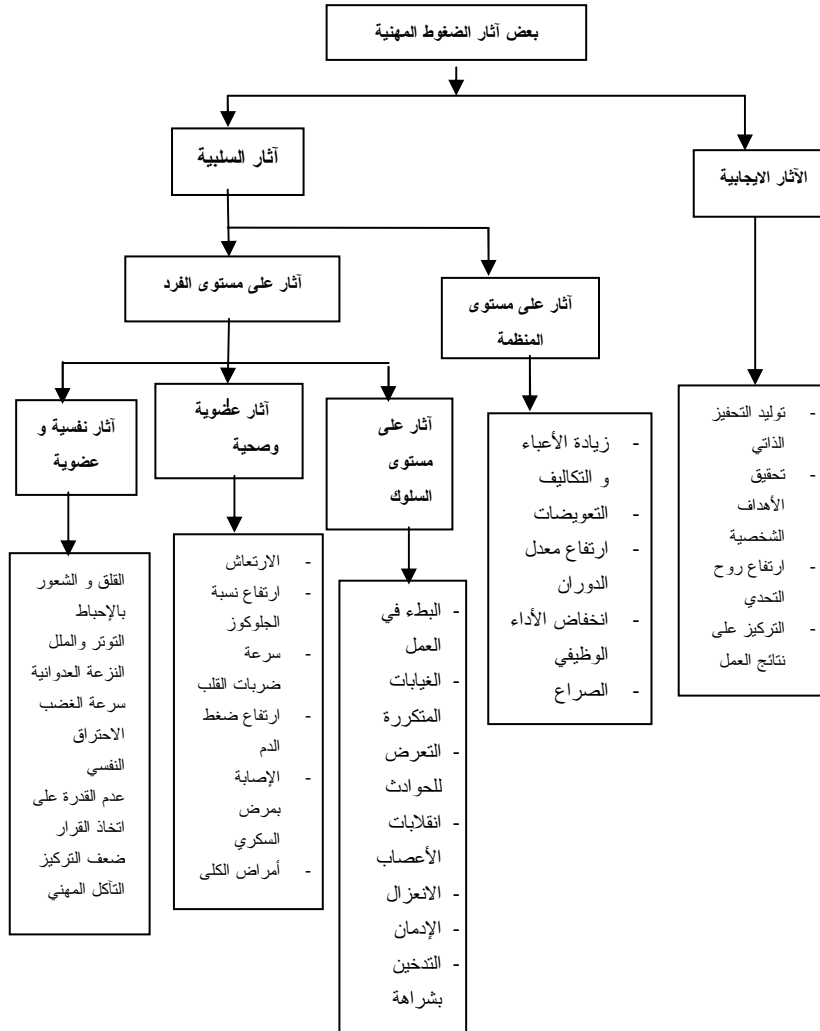 بعض آثار الضغوط المهنية
الآثار الايجابية
آثار السلبية
آثار على مستوى
المنظمة
آثار على مستوى الفرد
آثار على
مستوى
السلوك
آثار عضوية
وصحية
آثار نفسية و
عضوية
- توليد التحفيز
الذاتي
- تحقيق
الأهداف
الشخصية
- ارتفاع روح
التحدي
- التركيز على
نتائج العمل
- زيادة الأعباء
و التكاليف
- التعويضات
- ارتفاع معدل
الدوران
- انخفاض الأداء
الوظيفي
- الصراع
- البطء في
العمل
- الغيابات
المتكررة
- التعرض
للحوادث
- انقلابات
الأعصاب
- الانعزال
- الإدمان
- التدخين
بشراهة
- الارتعاش
- ارتفاع نسبة
الجلوكوز
- سرعة
ضربات القلب
- ارتفاع ضغط
الدم
- الإصابة
بمرض
السكري
- أمراض الكلى
القلق و الشعور
بالإحباط
التوتر والملل
النزعة العدوانية
سرعة الغضب
الاحتراق
النفسي
عدم القدرة على
اتخاذ القرار
ضعف التركيز
التآكل المهني